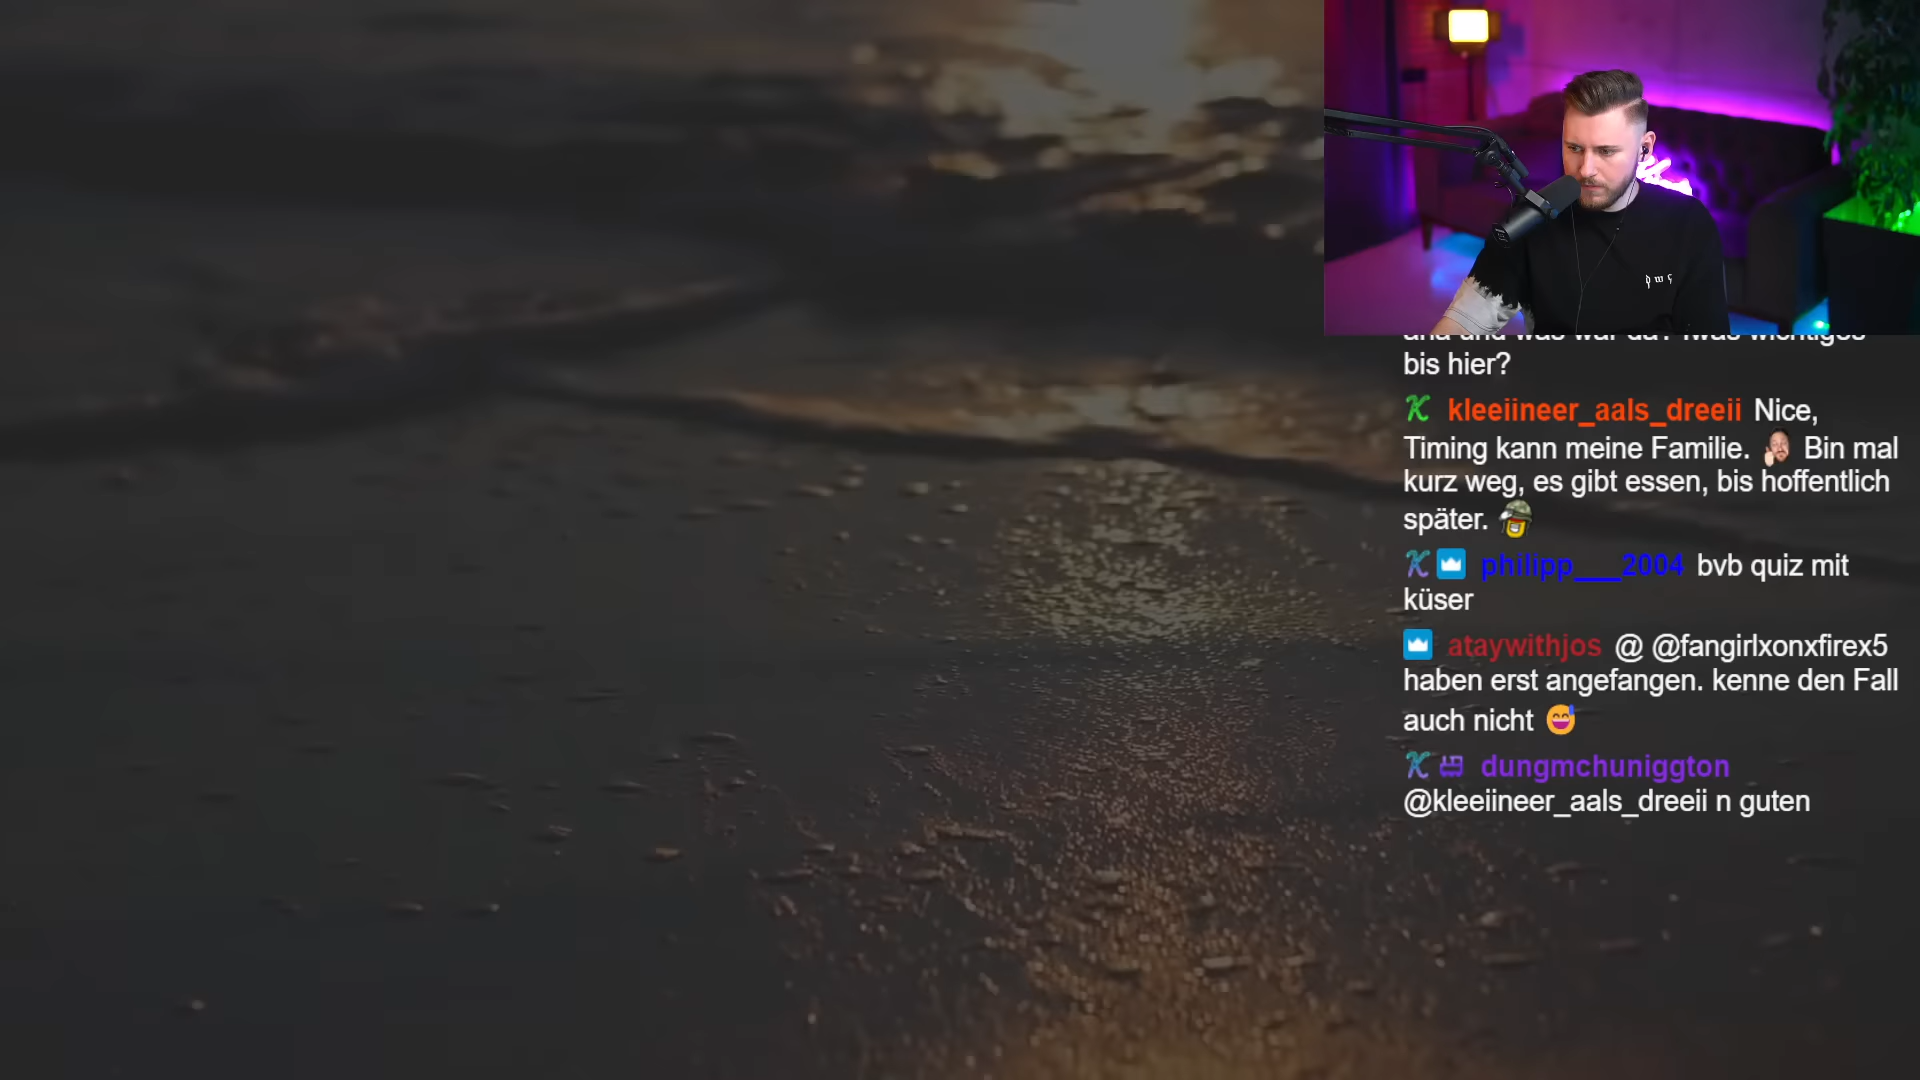 bis hier?
kleeiineer_aals_dreeii Nice,
Timing kann meine Familie. Bin mal
kurz weg, es gibt essen, bis hoffentlich
später.
philipp___2004 bvb quiz mit
küser
ataywithjos @ @fangirlxonxfirex5
haben erst angefangen. kenne den Fall
auch nicht
dungmchuniggton
@kleeiineer_aals_dreeii n guten